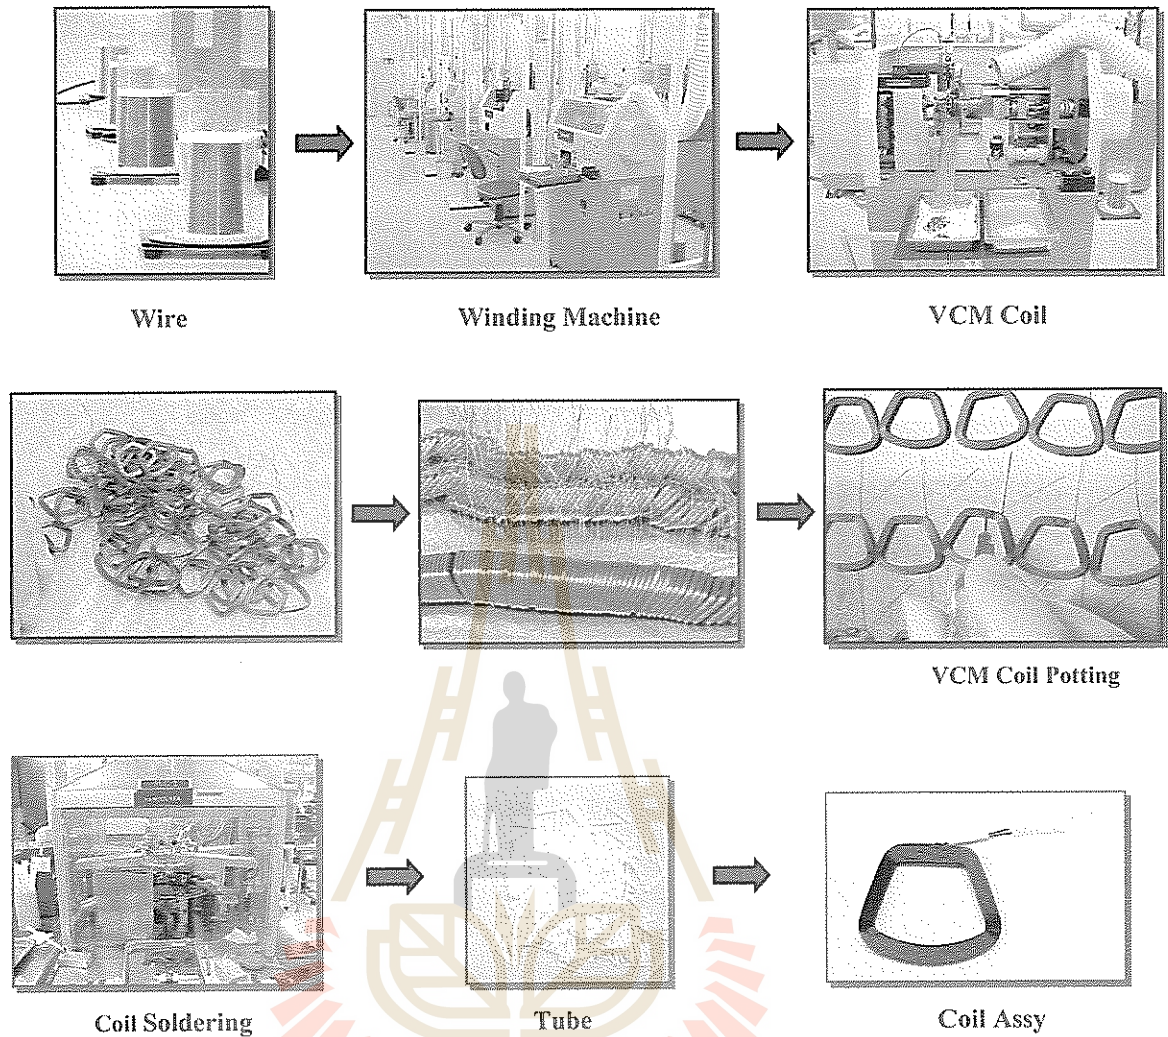 Wire
Winding Machine
VCM Coil
VCM Coil Potting
Coil Soldering
Tube
Coil Assy